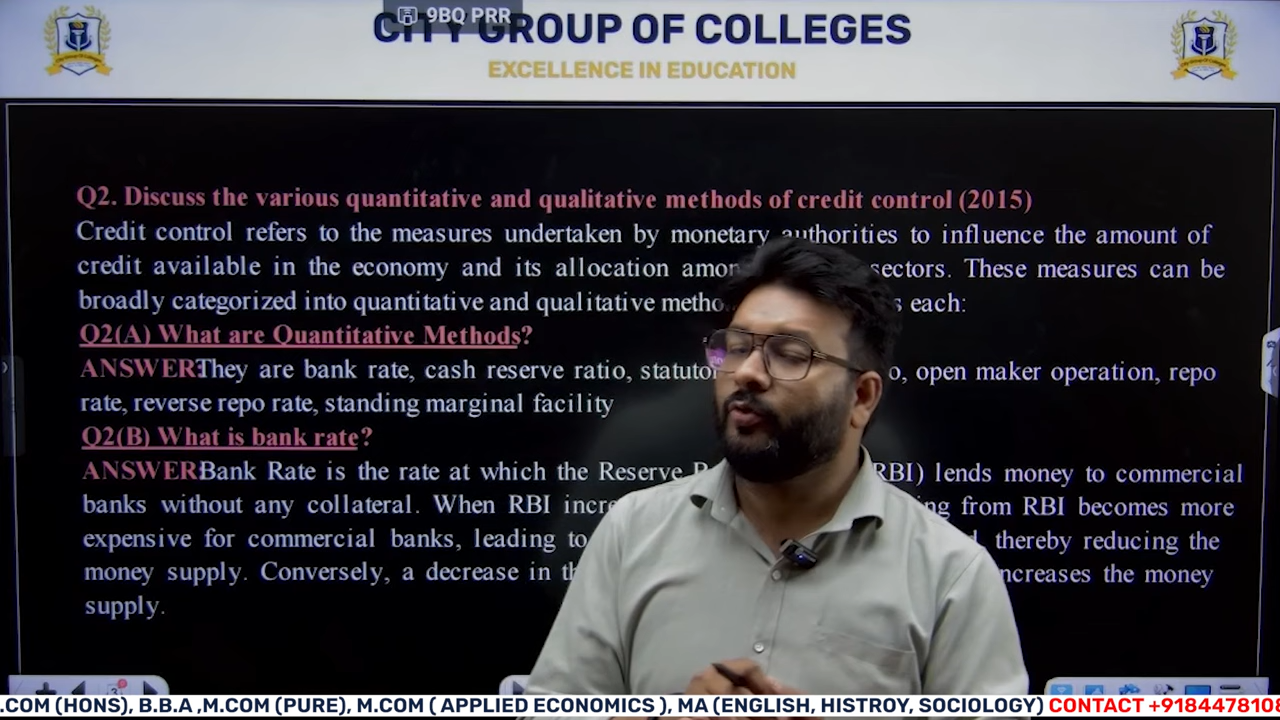 9BQ PRR
CITY GROUP OF COLLEGES
EXCELLENCE IN EDUCATION
Q2. Discuss the various quantitative and qualitative methods of credit control (2015)
Credit control refers to the measures undertaken by monetary authorities to influence the amount of
credit available in the economy and its allocation sectors. These measures can be
broadly categorized into quantitative and qualitative each:
Q2(A) What are Quantitative Methods?
ANSWER: They are bank rate, cash reserve ratio, open maker operation, repo
rate, reverse repo rate, standing marginal facility
Q2(B) What is bank rate?
ANSWER: Bank Rate is the rate at which the Reserve RBI) lends money to commercial
banks without any collateral. When RBI from RBI becomes more
expensive for commercial banks, leading to thereby reducing the
money supply. Conversely, a decrease in increases the money
supply.
.COM (HONS), B.B.A ,M.COM (PURE), M.COM ( APPLIED ECONOMICS ), MA (ENGLISH, HISTROY, SOCIOLOGY) CONTACT +918447810